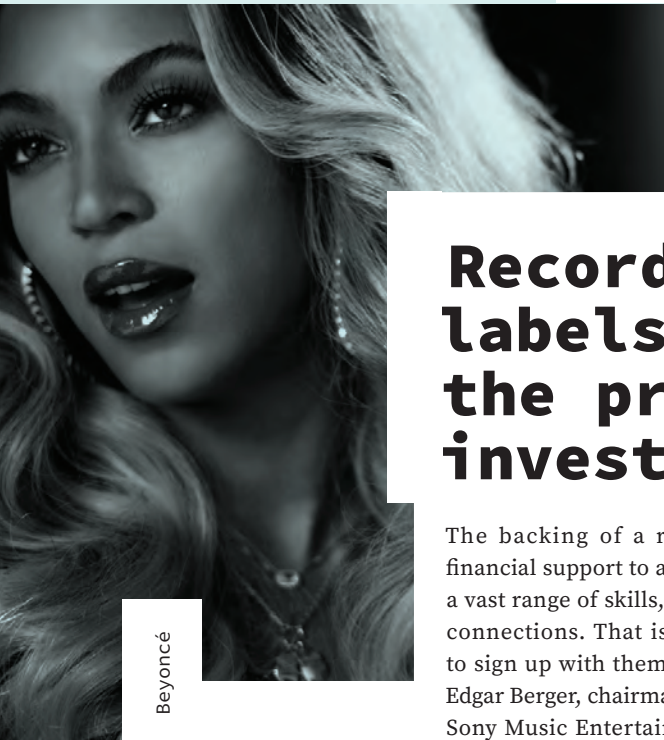 Record
labels
the pr
invest
The backing of a r
financial support to a
a vast range of skills,
connections. That is
to sign up with them
Edgar Berger, chairma
Sony Music Entertai
Beyoncé